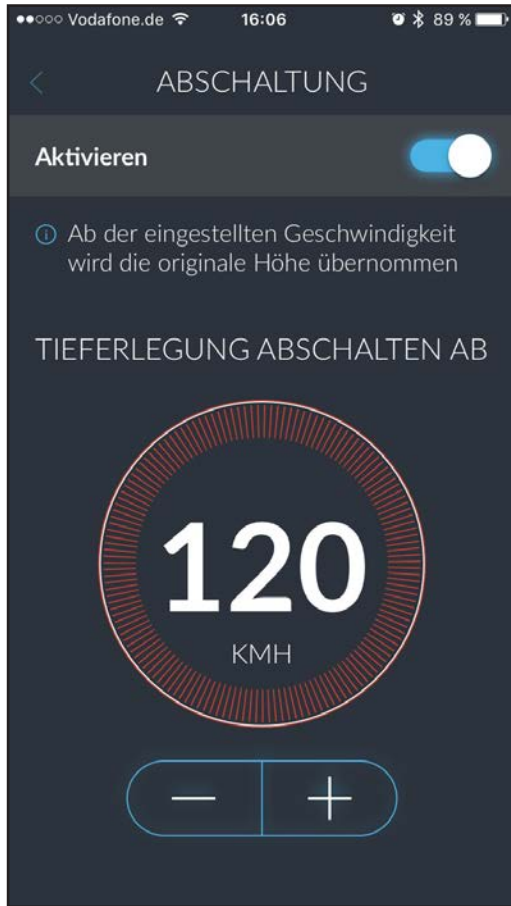 Vodafone.de 16:06 89 %
ABSCHALTUNG
Aktivieren
Ab der eingestellten Geschwindigkeit
wird die originale Höhe übernommen
TIEFERLEGUNG ABSCHALTEN AB
120
KMH